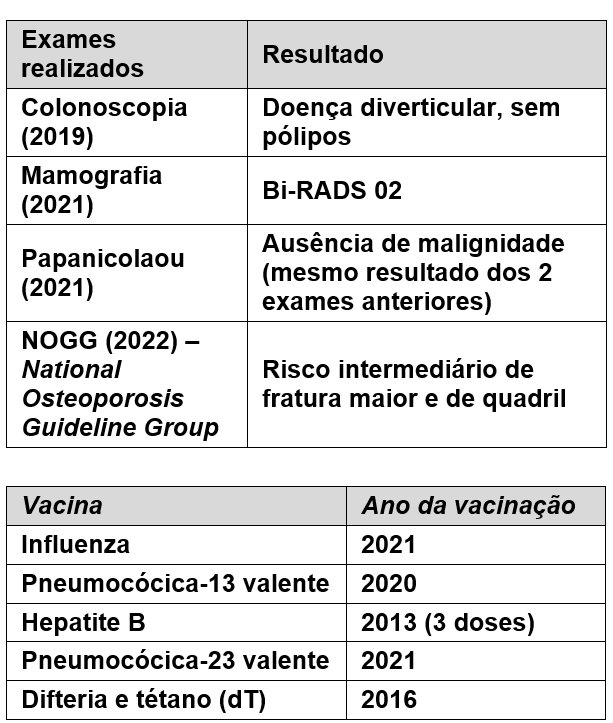 Exames
realizados
Resultado
Colonoscopia
(2019)
Doença diverticular, sem
pólipos
Mamografia
(2021)
Bi-RADS 02
Papanicolaou
(2021)
Ausência de malignidade
(mesmo resultado dos 2
exames anteriores)
NOGG (2022) –
National
Osteoporosis
Guideline Group
Risco intermediário de
fratura maior e de quadril
Vacina
Ano da vacinação
Influenza
2021
Pneumocócica-13 valente
2020
Hepatite B
2013 (3 doses)
Pneumocócica-23 valente
2021
Difteria e tétano (dT)
2016